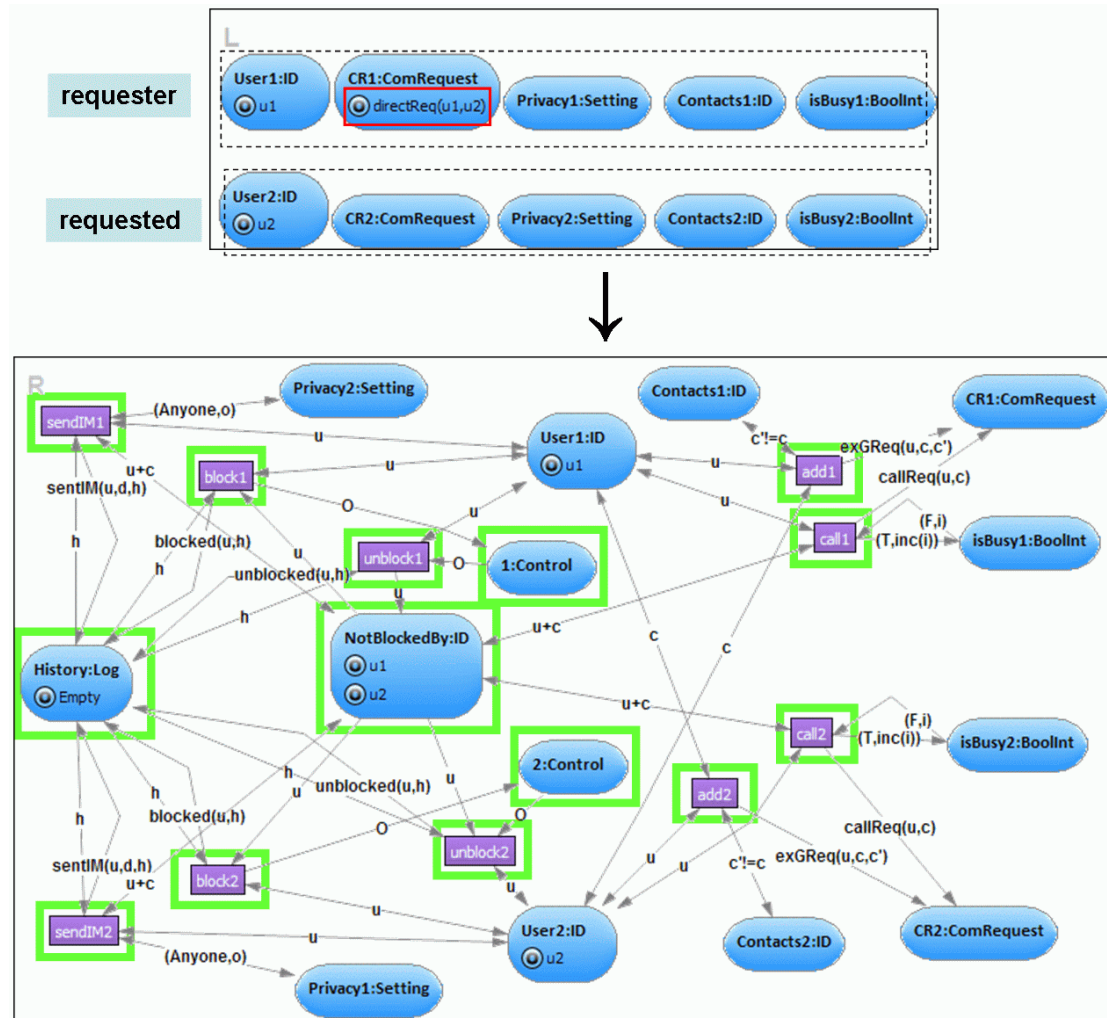 L
requester
User1:ID
u1
CR1:ComRequest
directReq(u1,u2)
Privacy1:Setting
Contacts1:ID
isBusy1:BoolInt
requested
User2:ID
u2
CR2:ComRequest
Privacy2:Setting
Contacts2:ID
isBusy2:BoolInt
R
Privacy2:Setting
Contacts1:ID
CR1:ComRequest
sendIM1
(Anyone,o)
User1:ID
u1
u
c'!=c
exGReq(u,c,c')
u+c
block1
u
u
add1
callReq(u,c)
sentIM(u,d,h)
O
u
u
call1
(F,i)
(T,inc(i))
isBusy1:BoolInt
h
blocked(u,h)
h
u
unblock1
O
1:Control
unblocked(u,h)
h
u
NotBlockedBy:ID
u1
u2
u+c
c
c
History:Log
Empty
u+c
call2
(F,i)
(T,inc(i))
isBusy2:BoolInt
2:Control
h
unblocked(u,h)
u
add2
h
u
h
blocked(u,h)
O
O
callReq(u,c)
sentIM(u,d,h)
unblock2
u
u
exGReq(u,c,c')
u+c
block2
c'!=c
u
sendIM2
u
u
User2:ID
u2
Contacts2:ID
CR2:ComRequest
(Anyone,o)
Privacy1:Setting